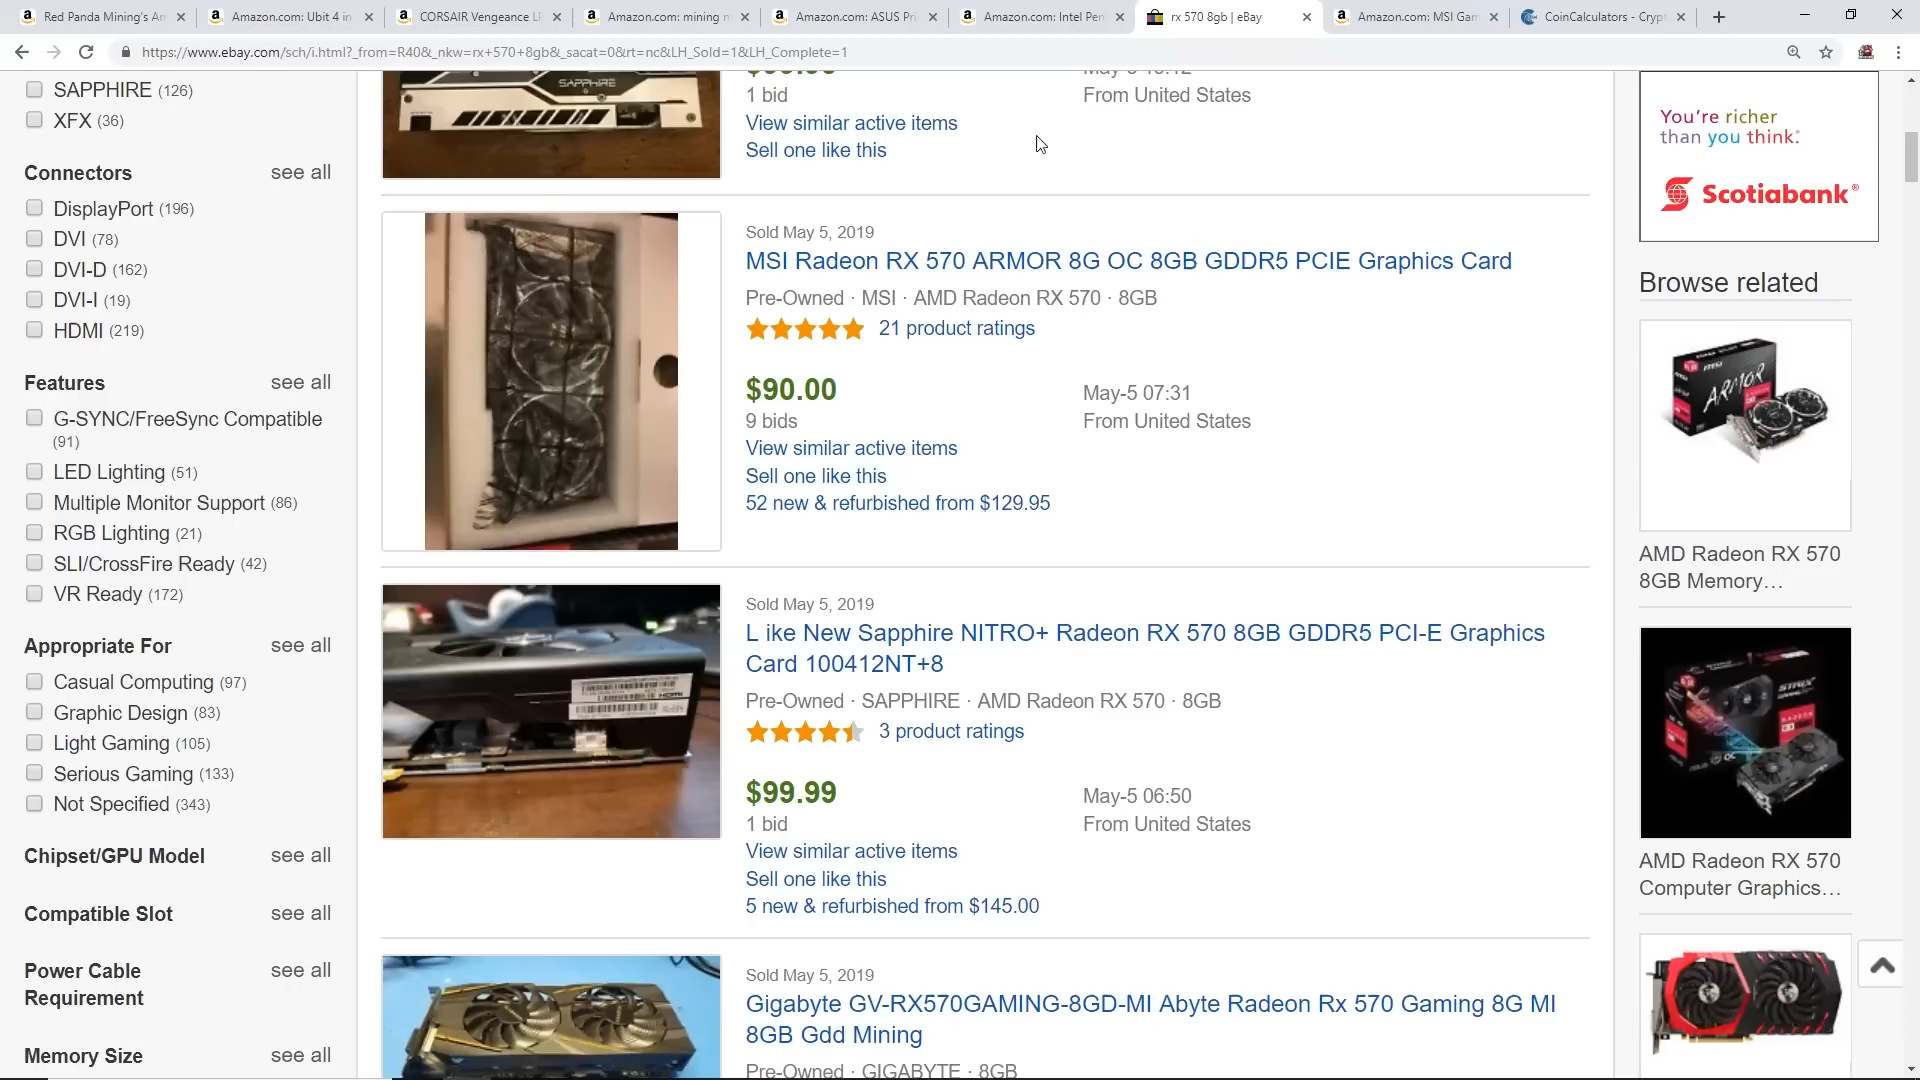 Red Panda Mining's A
Amazon.com: Ubit 4 in
CORSAIR Vengeance LP
Amazon.com: mining m
Amazon.com: ASUS Pri
Amazon.com: Intel Pen
rx 570 8gb | eBay
Amazon.com: MSI Gam
CoinCalculators - Crypt
https://www.ebay.com/sch/i.html?_from=R40&_nkw=rx+570+8gb&_sacat=0&rt=nc&LH_Sold=1&LH_Complete=1
SAPPHIRE (126)
XFX (36)
Connectors see all
DisplayPort (196)
DVI (78)
DVI-D (162)
DVI-I (19)
HDMI (219)
Features see all
G-SYNC/FreeSync Compatible
(91)
LED Lighting (51)
Multiple Monitor Support (86)
RGB Lighting (21)
SLI/CrossFire Ready (42)
VR Ready (172)
Appropriate For see all
Casual Computing (97)
Graphic Design (83)
Light Gaming (105)
Serious Gaming (133)
Not Specified (343)
Chipset/GPU Model see all
Compatible Slot see all
Power Cable see all
Requirement
Memory Size see all
SAPPHIRE
1 bid
From United States
View similar active items
Sell one like this
Sold May 5, 2019
MSI Radeon RX 570 ARMOR 8G OC 8GB GDDR5 PCIE Graphics Card
Pre-Owned · MSI · AMD Radeon RX 570 · 8GB
21 product ratings
$90.00 May-5 07:31
9 bids From United States
View similar active items
Sell one like this
52 new & refurbished from $129.95
Sold May 5, 2019
L ike New Sapphire NITRO+ Radeon RX 570 8GB GDDR5 PCI-E Graphics
Card 100412NT+8
Pre-Owned · SAPPHIRE · AMD Radeon RX 570 · 8GB
3 product ratings
$99.99 May-5 06:50
1 bid From United States
View similar active items
Sell one like this
5 new & refurbished from $145.00
Sold May 5, 2019
Gigabyte GV-RX570GAMING-8GD-MI Abyte Radeon Rx 570 Gaming 8G MI
8GB Gdd Mining
Pre-Owned · GIGABYTE · 8GB
You're richer
than you think.
Scotiabank®
Browse related
ARMOR
AMD Radeon RX 570
8GB Memory…
STRIX
AMD Radeon RX 570
Computer Graphics…